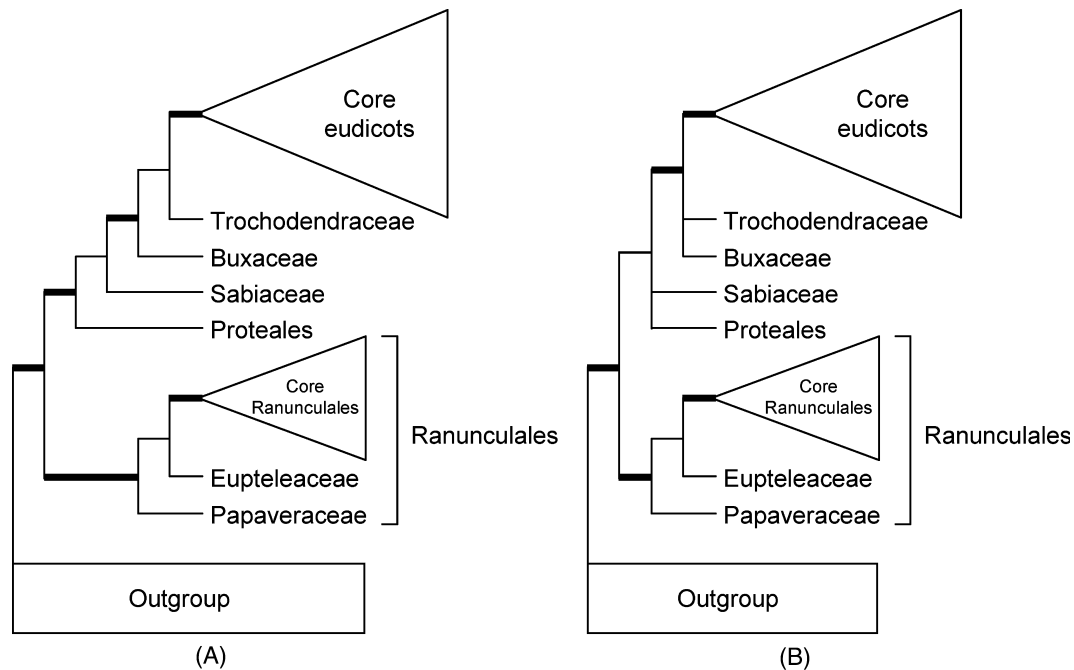 Core
eudicots
Trochodendraceae
Buxaceae
Sabiaceae
Proteales
Core
Ranunculales
Ranunculales
Eupteleaceae
Papaveraceae
Outgroup
(A)
Core
eudicots
Trochodendraceae
Buxaceae
Sabiaceae
Proteales
Core
Ranunculales
Ranunculales
Eupteleaceae
Papaveraceae
Outgroup
(B)